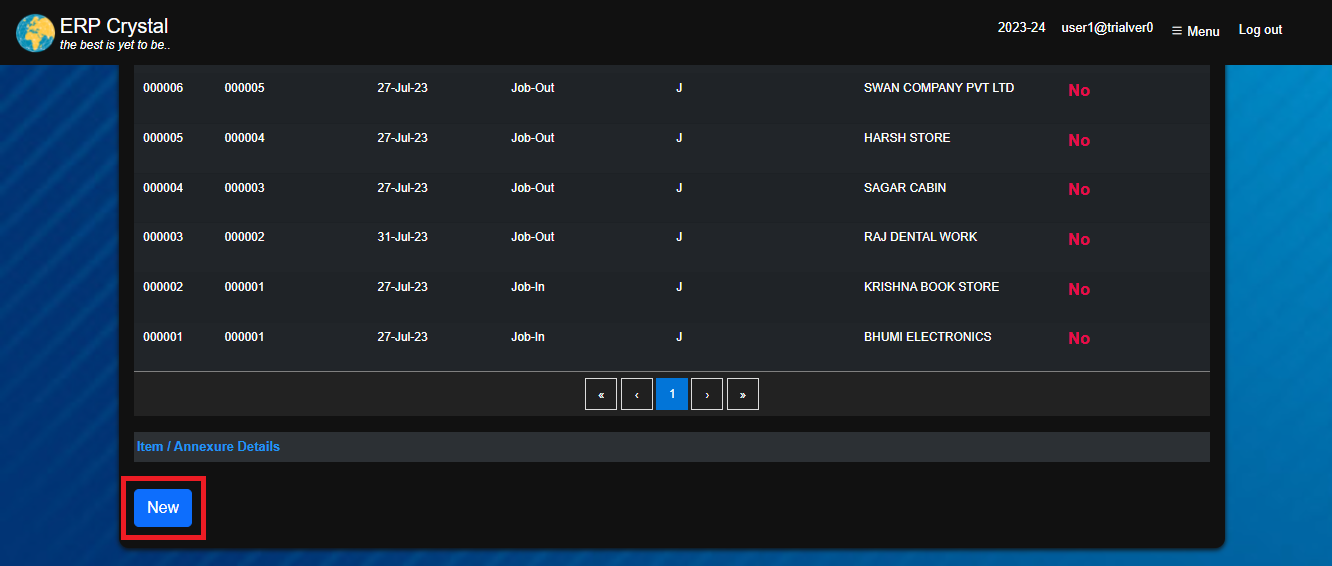 ERP Crystal
the best is yet to be..
2023-24 user1@trialver0 ☰ Menu Log out
000006 000005 27-Jul-23 Job-Out J SWAN COMPANY PVT LTD No
000005 000004 27-Jul-23 Job-Out J HARSH STORE No
000004 000003 27-Jul-23 Job-Out J SAGAR CABIN No
000003 000002 31-Jul-23 Job-Out J RAJ DENTAL WORK No
000002 000001 27-Jul-23 Job-In J KRISHNA BOOK STORE No
000001 000001 27-Jul-23 Job-In J BHUMI ELECTRONICS No
« ‹ 1 › »
Item / Annexure Details
New